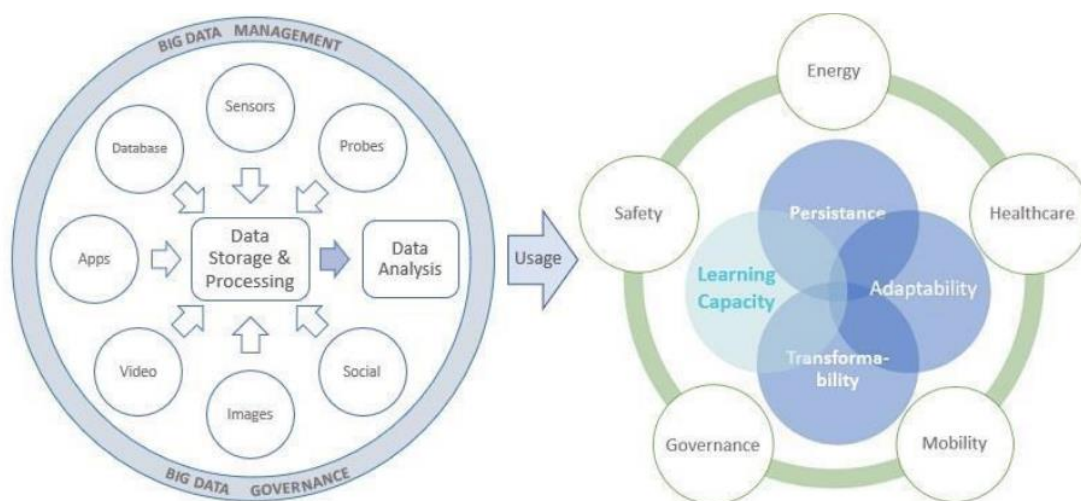 BIG DATA MANAGEMENT
Sensors
Database
Probes
Apps
Data
Storage &
Processing
Data
Analysis
Video
Social
Images
BIG DATA GOVERNANCE
Usage
Energy
Safety
Healthcare
Persistance
Learning
Capacity
Adaptability
Transforma-
bility
Governance
Mobility